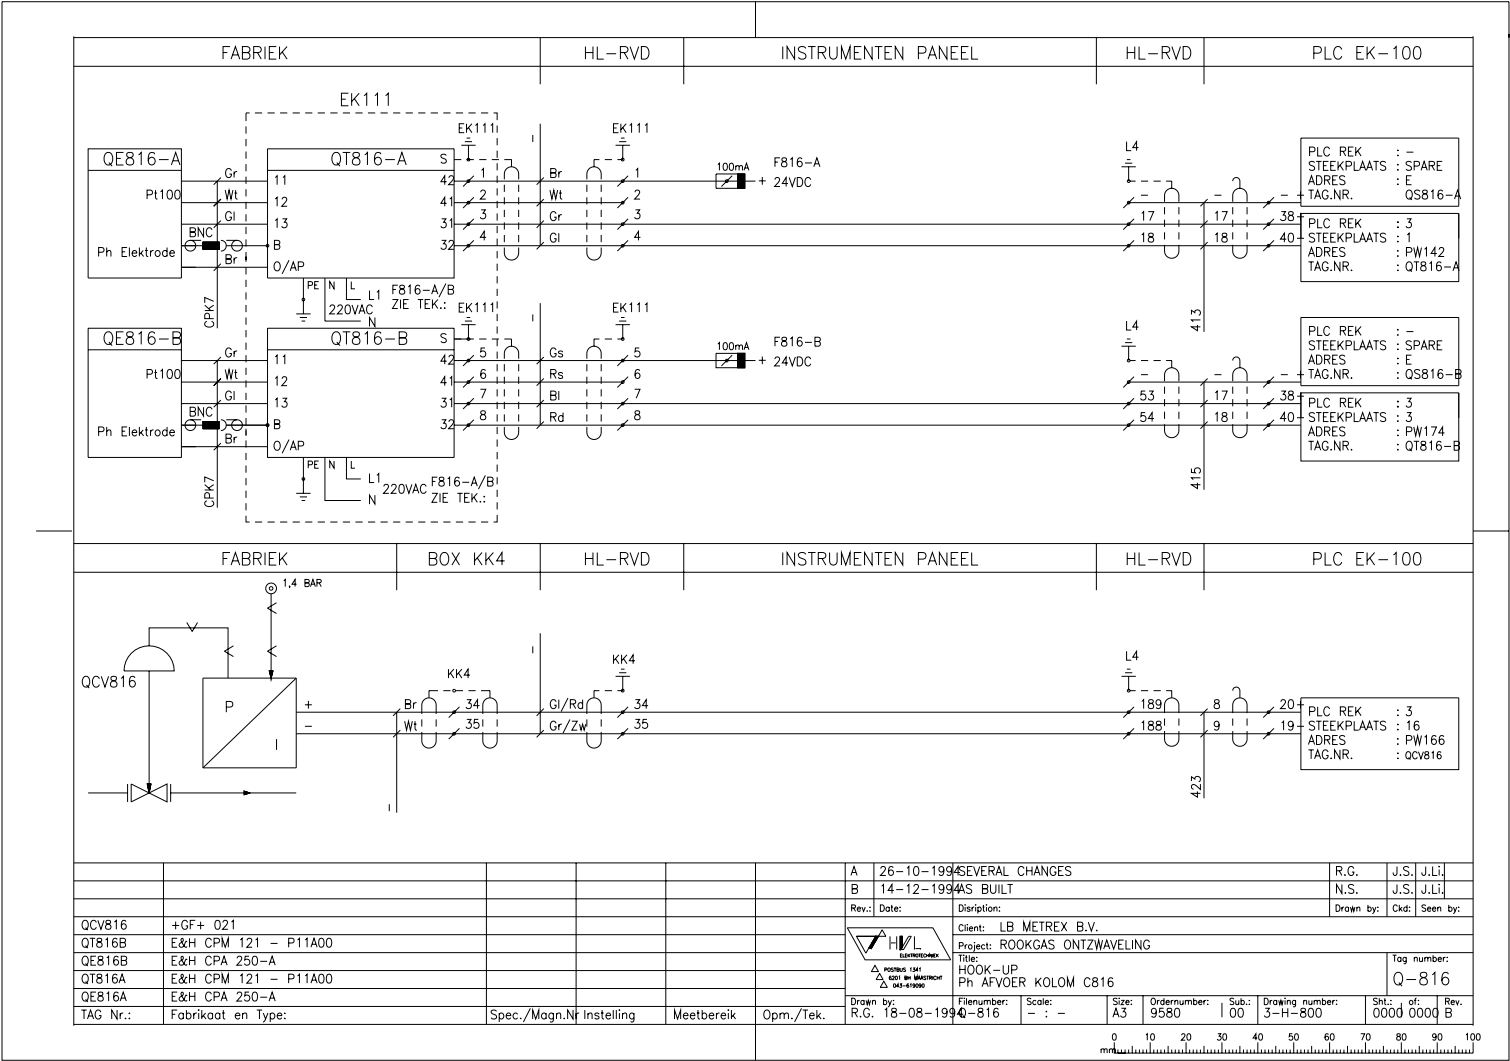 FABRIEK HL-RVD INSTRUMENTEN PANEEL HL-RVD PLC EK-100
EK111
EK111 EK111 L4
QE816-A QT816-A S
Pt100
Ph Elektrode
Gr 11 42 1 Br 1
Wt 12 41 2 Wt 2 - - -
Gl 13 31 3 Gr 3 17 17 38
BNC B 32 4 Gl 4 18 18 40
Br O/AP
100mA F816-A
+ 24VDC
PLC REK : -
STEEKPLAATS : SPARE
ADRES : E
TAG.NR. QS816-A
PLC REK : 3
STEEKPLAATS : 1
ADRES : PW142
TAG.NR. : QT816-A
CPK7
PE N L
L1 F816-A/B
220VAC ZIE TEK.:
N
413
EK111 EK111 L4
QE816-B QT816-B S
Pt100
Ph Elektrode
Gr 11 42 5 Gs 5
Wt 12 41 6 Rs 6 - - -
Gl 13 31 7 Bl 7 53 17 38
BNC B 32 8 Rd 8 54 18 40
Br O/AP
100mA F816-B
+ 24VDC
PLC REK : -
STEEKPLAATS : SPARE
ADRES : E
TAG.NR. : QS816-B
PLC REK : 3
STEEKPLAATS : 3
ADRES : PW174
TAG.NR. : QT816-B
CPK7
PE N L
L1 220VAC F816-A/B
N ZIE TEK.:
415
FABRIEK BOX KK4 HL-RVD INSTRUMENTEN PANEEL HL-RVD PLC EK-100
1,4 BAR
QCV816
P
I
KK4 KK4 L4
+ Br 34 Gl/Rd 34 189 8 20
- Wt 35 Gr/Zw 35 188 9 19
PLC REK : 3
STEEKPLAATS : 16
ADRES : PW166
TAG.NR. : QCV816
423
QCV816 +GF+ 021
QT816B E&H CPM 121 - P11A00
QE816B E&H CPA 250-A
QT816A E&H CPM 121 - P11A00
QE816A E&H CPA 250-A
TAG Nr.: Fabrikaat en Type: Spec./Magn.Nr Instelling Meetbereik Opm./Tek.
A 26-10-1994 SEVERAL CHANGES R.G. J.S. J.Li.
B 14-12-1994 AS BUILT N.S. J.S. J.Li.
Rev.: Date: Disription: Drawn by: Ckd: Seen by:
HVL
ELEKTROTECHNIEK
POSTBUS 1341
6201 BH MAASTRICHT
043-619090
Client: LB METREX B.V.
Project: ROOKGAS ONTZWAVELING
Title:
HOOK-UP
Ph AFVOER KOLOM C816
Tag number:
Q-816
Drawn by: Filenumber: Scale: Size: Ordernumber: Sub.: Drawing number: Sht.: of: Rev.
R.G. 18-08-1994 Q-816 - : - A3 9580 00 3-H-800 0000 0000 B
mm 0 10 20 30 40 50 60 70 80 90 100